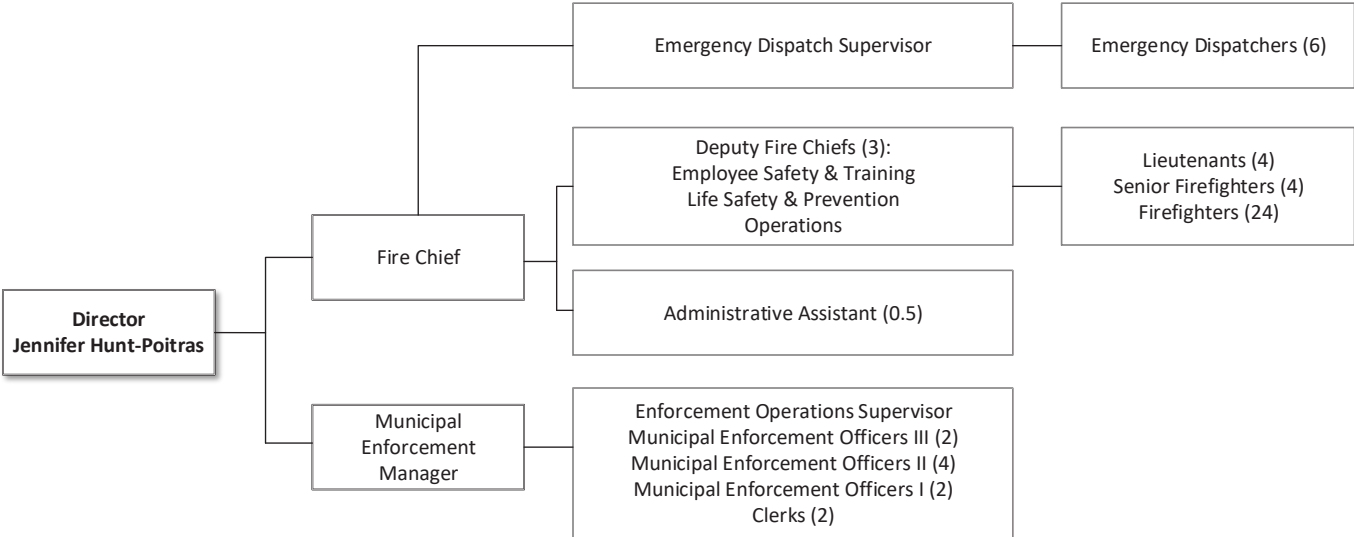 Emergency Dispatch Supervisor
Emergency Dispatchers (6)
Deputy Fire Chiefs (3):
Employee Safety & Training
Life Safety & Prevention
Operations
Lieutenants (4)
Senior Firefighters (4)
Firefighters (24)
Fire Chief
Administrative Assistant (0.5)
Director
Jennifer Hunt-Poitras
Municipal
Enforcement
Manager
Enforcement Operations Supervisor
Municipal Enforcement Officers III (2)
Municipal Enforcement Officers II (4)
Municipal Enforcement Officers I (2)
Clerks (2)